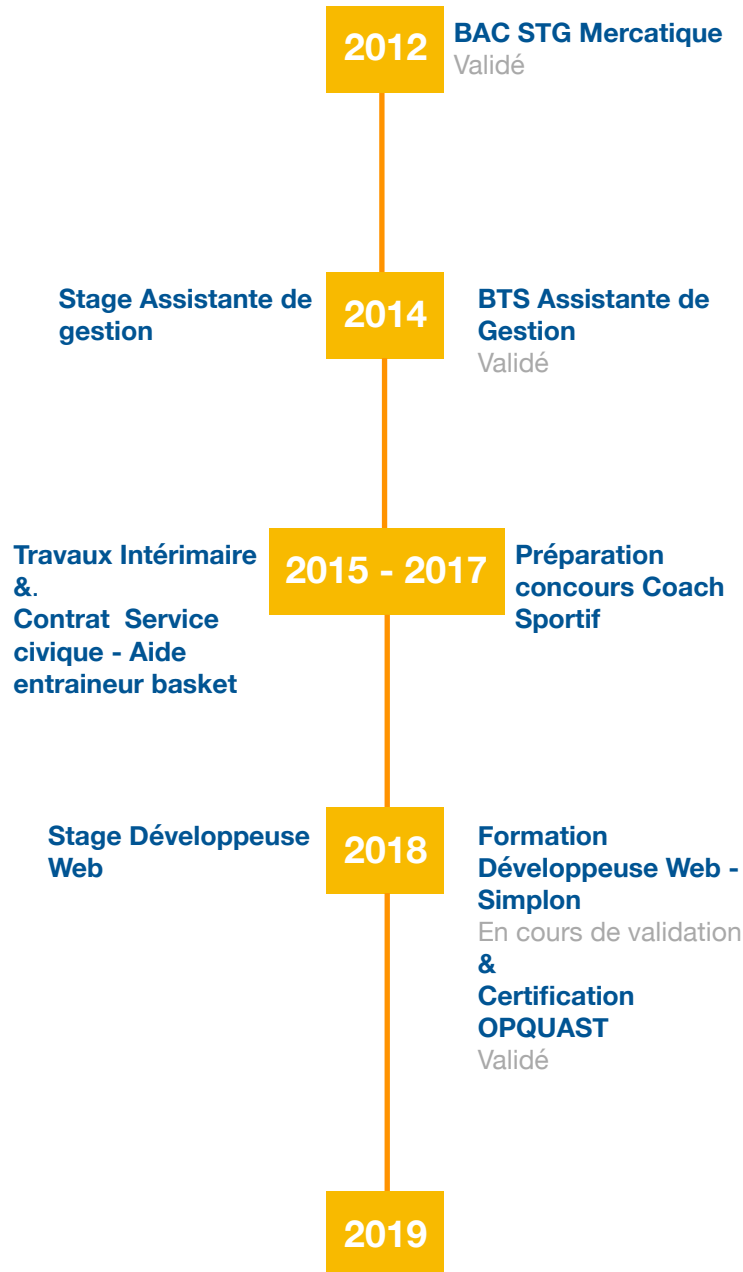 2012
BAC STG Mercatique
Validé
Stage Assistante de
gestion
2014
BTS Assistante de
Gestion
Validé
Travaux Intérimaire
&.
Contrat  Service
civique - Aide
entraineur basket
2015 - 2017
Préparation
concours Coach
Sportif
Stage Développeuse
Web
2018
Formation
Développeuse Web -
Simplon
En cours de validation
&
Certification
OPQUAST
Validé
2019